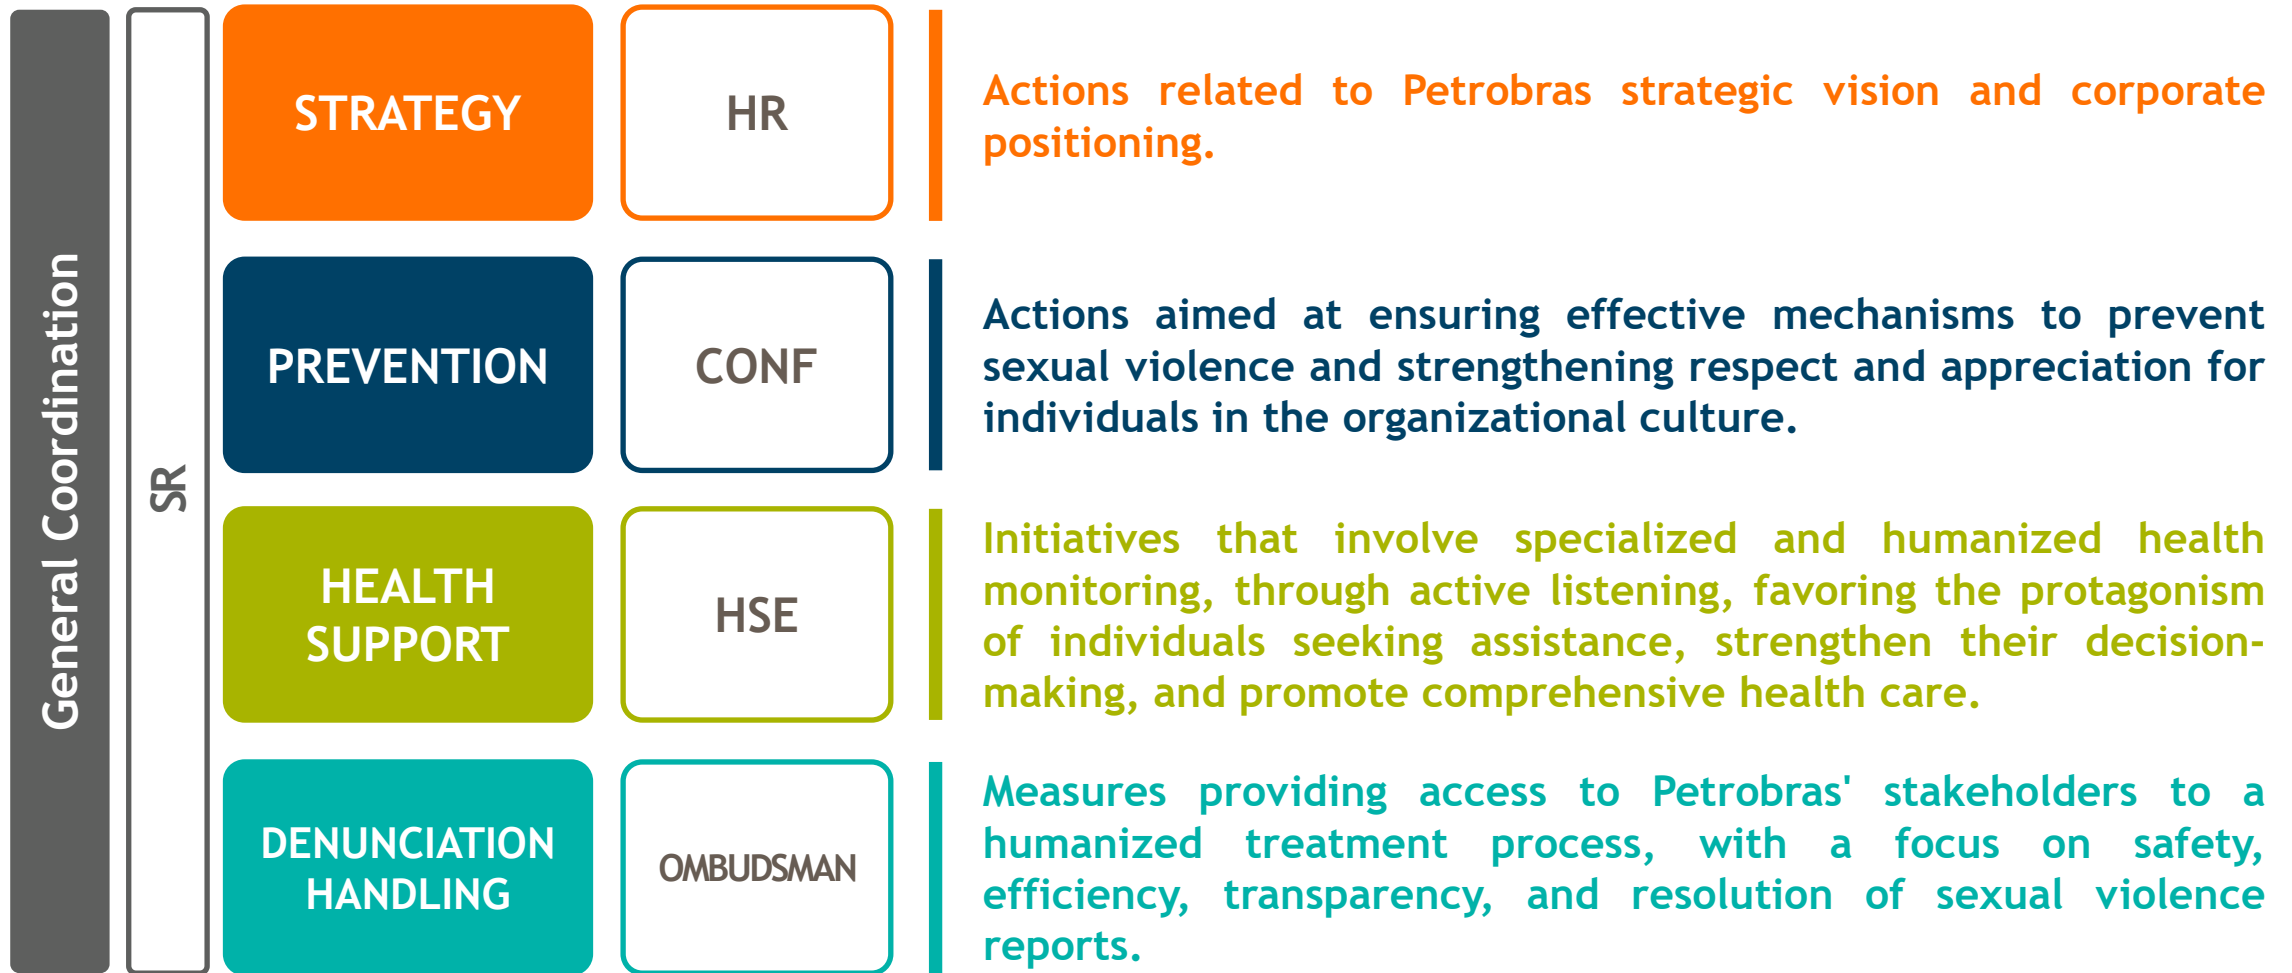 General Coordination
SR
STRATEGY
HR
Actions related to Petrobras strategic vision and corporate
positioning.
PREVENTION
CONF
Actions aimed at ensuring effective mechanisms to prevent
sexual violence and strengthening respect and appreciation for
individuals in the organizational culture.
HEALTH
SUPPORT
HSE
Initiatives that involve specialized and humanized health
monitoring, through active listening, favoring the protagonism
of individuals seeking assistance, strengthen their decision-
making, and promote comprehensive health care.
DENUNCIATION
HANDLING
OMBUDSMAN
Measures providing access to Petrobras' stakeholders to a
humanized treatment process, with a focus on safety,
efficiency, transparency, and resolution of sexual violence
reports.